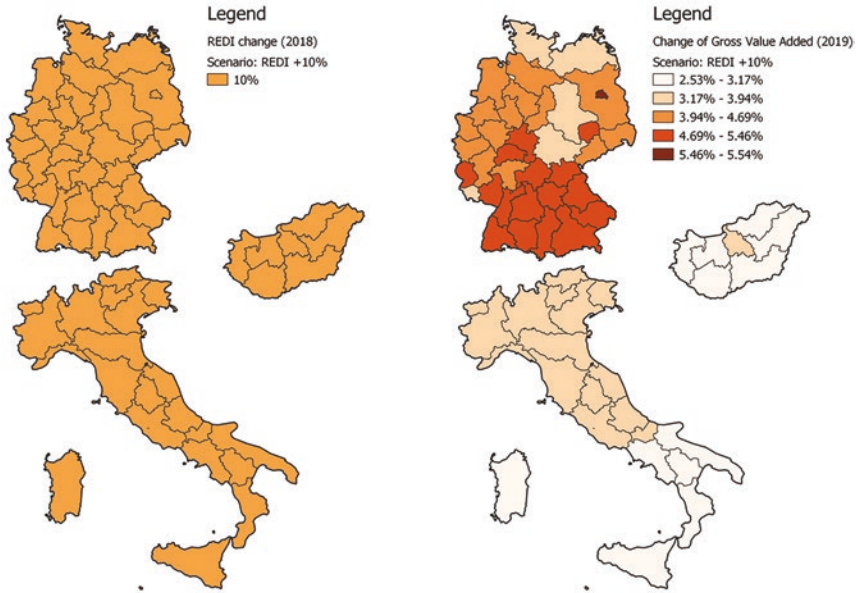 Legend
REDI change (2018)
Scenario: REDI +10%
10%
Legend
Change of Gross Value Added (2019)
Scenario: REDI +10%
2.53% - 3.17%
3.17% - 3.94%
3.94% - 4.69%
4.69% - 5.46%
5.46% - 5.54%